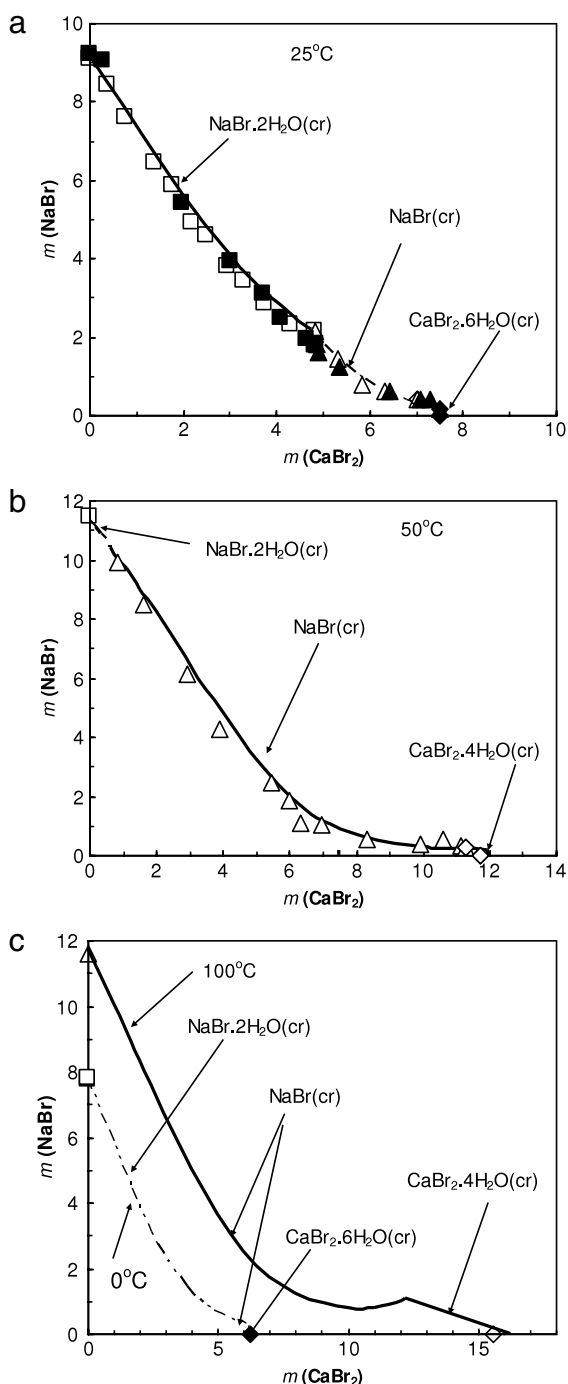 a
10
8
6
4
2
0
m (NaBr)
25°C
NaBr.2H₂O(cr)
NaBr(cr)
CaBr₂.6H₂O(cr)
0 2 4 6 8 10
m (CaBr₂)
b
12
10
8
6
4
2
0
m (NaBr)
50°C
NaBr.2H₂O(cr)
NaBr(cr)
CaBr₂.4H₂O(cr)
0 2 4 6 8 10 12 14
m (CaBr₂)
c
12
10
8
6
4
2
0
m (NaBr)
100°C
NaBr.2H₂O(cr)
NaBr(cr)
CaBr₂.4H₂O(cr)
CaBr₂.6H₂O(cr)
0°C
0 5 10 15
m (CaBr₂)